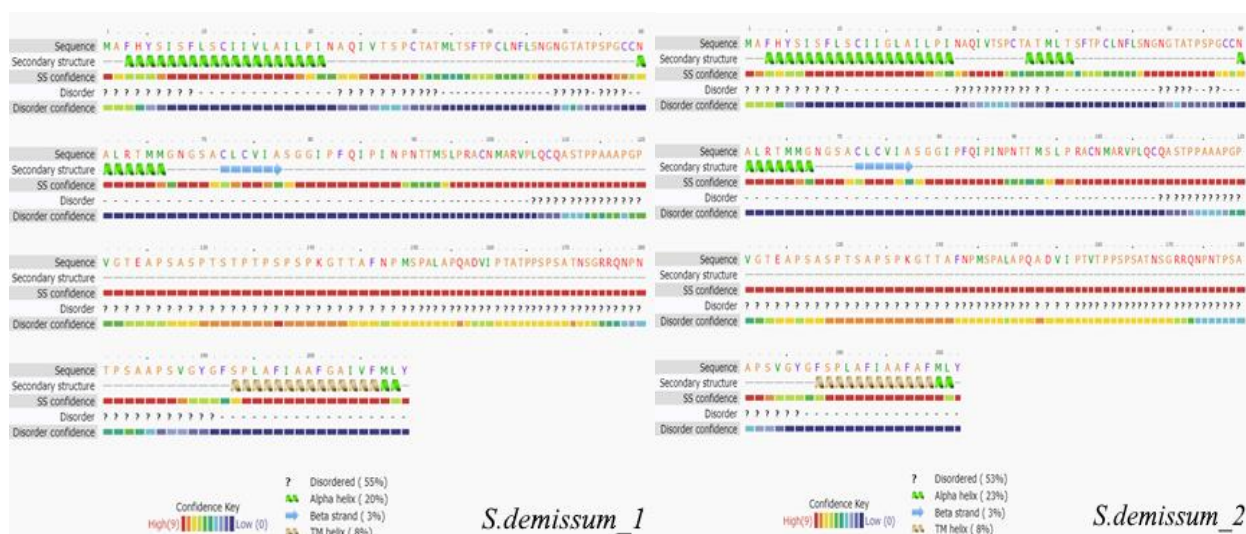 Sequence MAFHYSISFLSCIIVLAILPINAQIVTSPCTATMLTSFTPCLNFLSNGNGTATPSPGCCN
Secondary structure
SS confidence
Disorder ? ? ? ? ? ? ? ? ?
Disorder confidence
Sequence ALRTMMGNGSACLCVIASGGIPFQIPINPNTTMSLPRACNMARVPLQCQASTPPAAAPGP
Secondary structure
SS confidence
Disorder
Disorder confidence
Sequence VGTEAPSASPTSTPTPSPSPKGTTAFNPMSPALAPQADVIPTATPPSPSATNSGRRQNPN
Secondary structure
SS confidence
Disorder
Disorder confidence
Sequence TPSAAPSVGYGFSPLAFIAAFGAIVFMLY
Secondary structure
SS confidence
Disorder ? ? ? ? ? ? ? ? ? ? ?
Disorder confidence
Confidence Key
High(9) Low (0)
? Disordered ( 55%)
Alpha helix ( 20%)
Beta strand ( 3%)
TM helix ( 8%)
S.demissum_1
Sequence MAFHYSISFLSCIIGLAILPINAQIVTSPCTATMLTSFTPCLNFLSNGNGTATPSPGCCN
Secondary structure
SS confidence
Disorder
Disorder confidence
Sequence ALRTMMGNGSACLCVIASGGIPFQIPINPNTTMSLPRACNMARVPLQCQASTPPAAAPGP
Secondary structure
SS confidence
Disorder
Disorder confidence
Sequence VGTEAPSASPTSAPSPKGTTAFNPMSPALAPQADVIPTVTPPSPSATNSGRRQNPNTPSA
Secondary structure
SS confidence
Disorder
Disorder confidence
Sequence APSVGYGFSPLAFIAAFAFMLY
Secondary structure
SS confidence
Disorder ? ? ? ? ? ?
Disorder confidence
Confidence Key
High(9) Low (0)
? Disordered ( 53%)
Alpha helix ( 23%)
Beta strand ( 3%)
TM helix ( 8%)
S.demissum_2